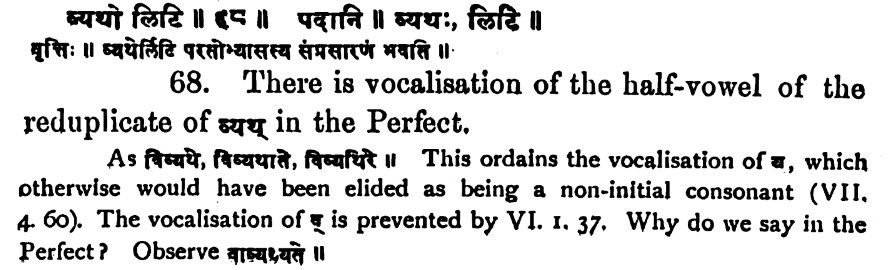 व्यथो लिटि ॥ ६८ ॥ पदानि ॥ व्यथः, लिटि ॥
वृत्तिः ॥ व्यथेर्लिटि परतोभ्यासस्य संप्रसारणं भवति ॥
68. There is vocalisation of the half-vowel of the
reduplicate of व्यथ् in the Perfect.
As विव्यथे, विव्यथाते, विव्यथिरे ॥ This ordains the vocalisation of य, which
otherwise would have been elided as being a non-initial consonant (VII.
4. 60). The vocalisation of व् is prevented by VI. 1. 37. Why do we say in the
Perfect? Observe वाव्यथ्यते ॥